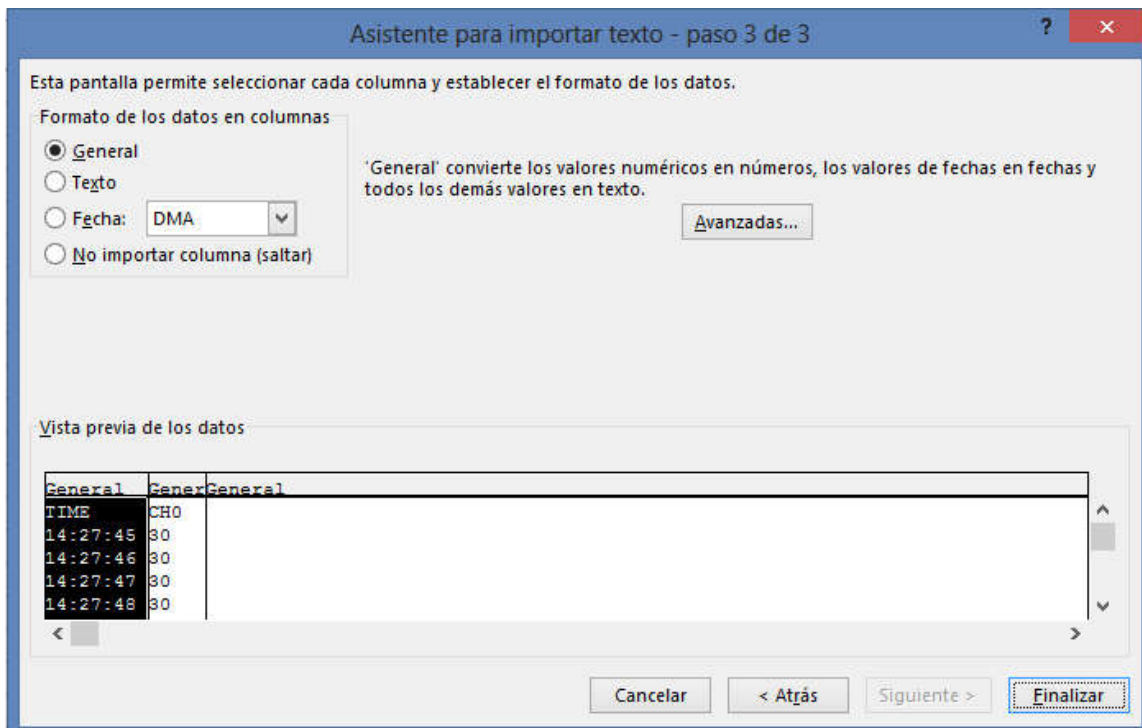 Asistente para importar texto - paso 3 de 3
?
Esta pantalla permite seleccionar cada columna y establecer el formato de los datos.
Formato de los datos en columnas
General
Texto
Fecha: DMA
No importar columna (saltar)
'General' convierte los valores numéricos en números, los valores de fechas en fechas y
todos los demás valores en texto.
Avanzadas...
Vista previa de los datos
General GenerGeneral
TIME CH0
14:27:45 30
14:27:46 30
14:27:47 30
14:27:48 30
Cancelar < Atrás Siguiente > Finalizar